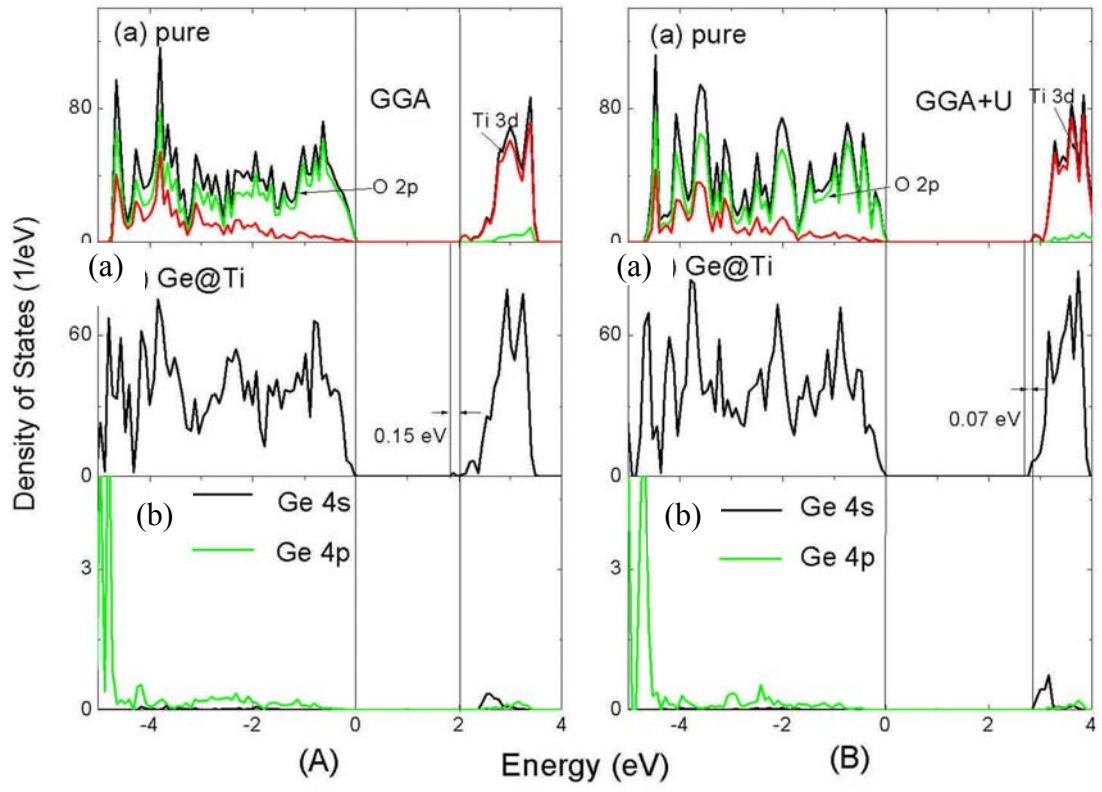 (a) pure
GGA
Ti 3d
O 2p
80
0
(a) pure
GGA+U
Ti 3d
O 2p
80
0
Density of States (1/eV)
(a) ) Ge@Ti
60
0.15 eV
0
(a) ) Ge@Ti
60
0.07 eV
0
(b)
Ge 4s
Ge 4p
3
0
-4 -2 0 2 4
(b)
Ge 4s
Ge 4p
3
0
-4 -2 0 2 4
(A) Energy (eV) (B)